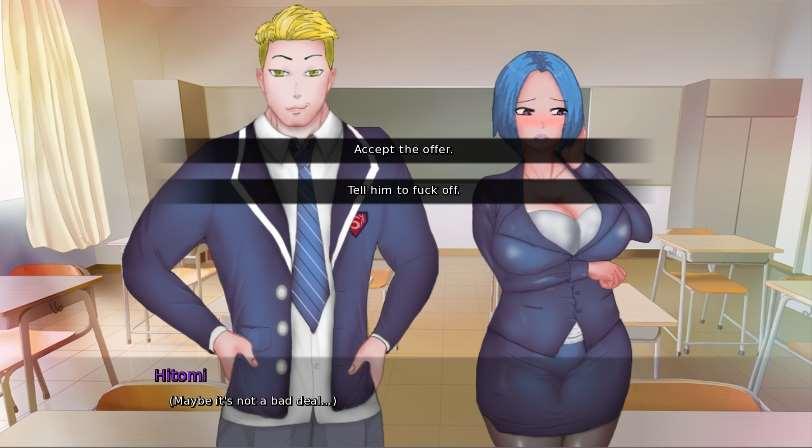 Accept the offer.
Tell him to fuck off.
Hitomi
(Maybe it's not a bad deal...)